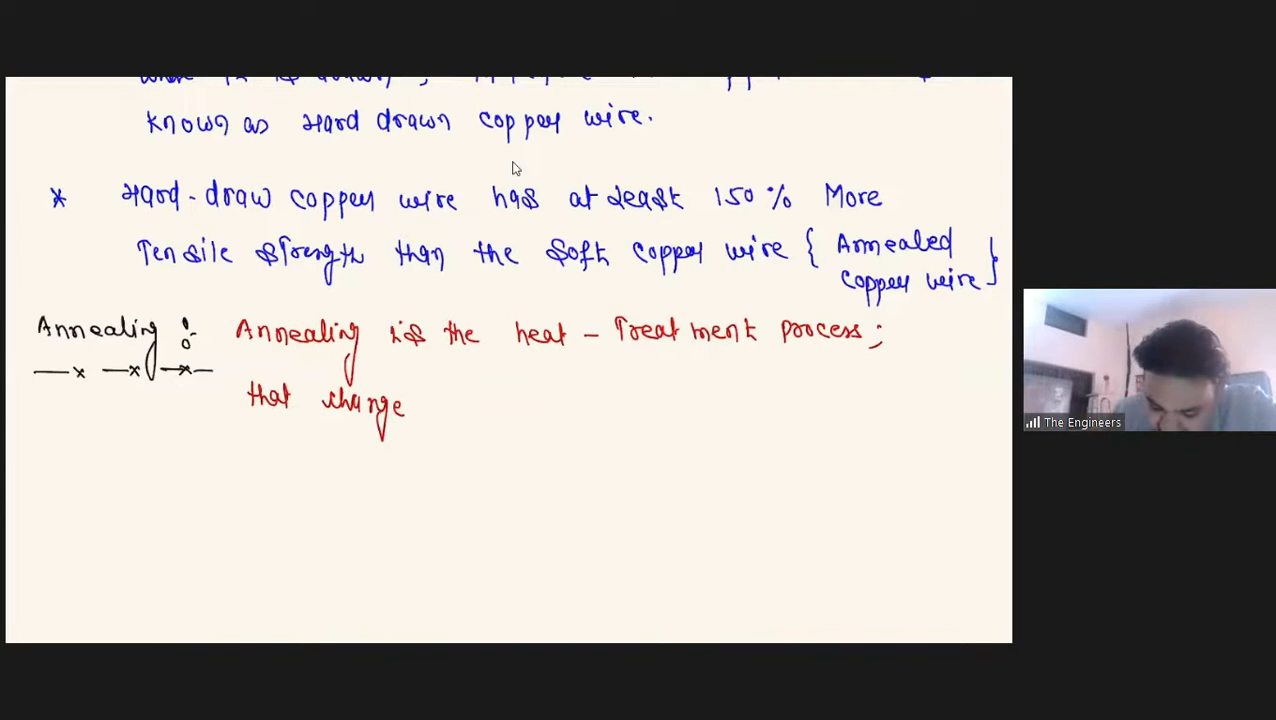 known as Hard drawn copper wire.
* Hard-draw copper wire has at least 150% More
Tensile strength than the soft copper wire { Annealed
copper wire }
Annealing : Annealing is the heat - Treatment process ;
that change
The Engineers